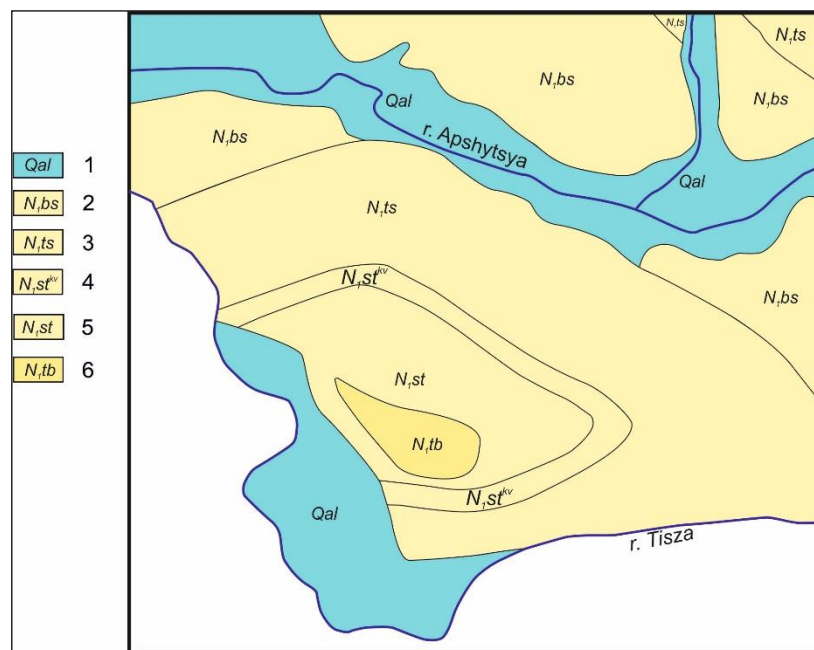 Qal 1
N₁bs 2
N₁ts 3
N₁stᵏᵛ 4
N₁st 5
N₁tb 6
N₁ts
N₁ts
N₁bs
N₁bs
Qal
N₁bs
r. Apshytsya
Qal
N₁ts
N₁stᵏᵛ
N₁bs
N₁st
N₁tb
N₁stᵏᵛ
Qal
r. Tisza